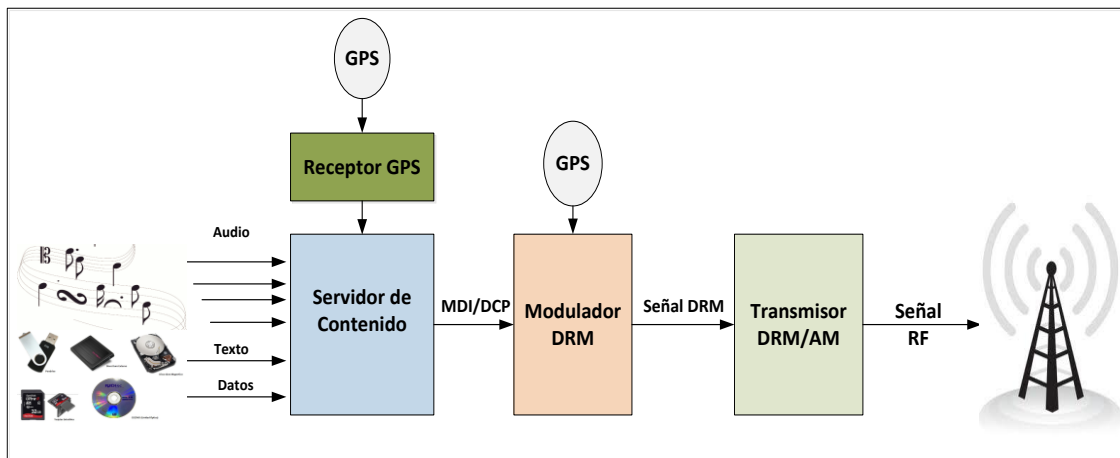 GPS
Receptor GPS
GPS
Audio
Servidor de
Contenido
MDI/DCP
Modulador
DRM
Señal DRM
Transmisor
DRM/AM
Señal
RF
Texto
Datos